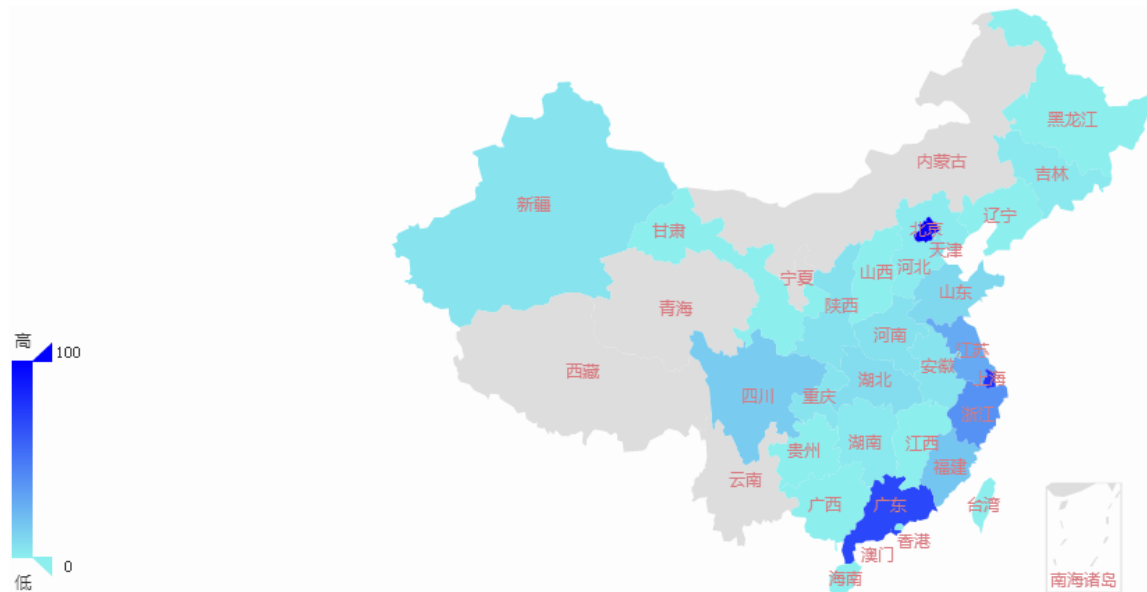 黑龙江
内蒙古
吉林
新疆
辽宁
甘肃
北京
天津
河北
山西
宁夏
山东
青海
陕西
河南
高
100
江苏
安徽
西藏
上海
湖北
四川
重庆
浙江
湖南
江西
贵州
福建
云南
广西
广东
台湾
香港
澳门
0
低
海南
南海诸岛